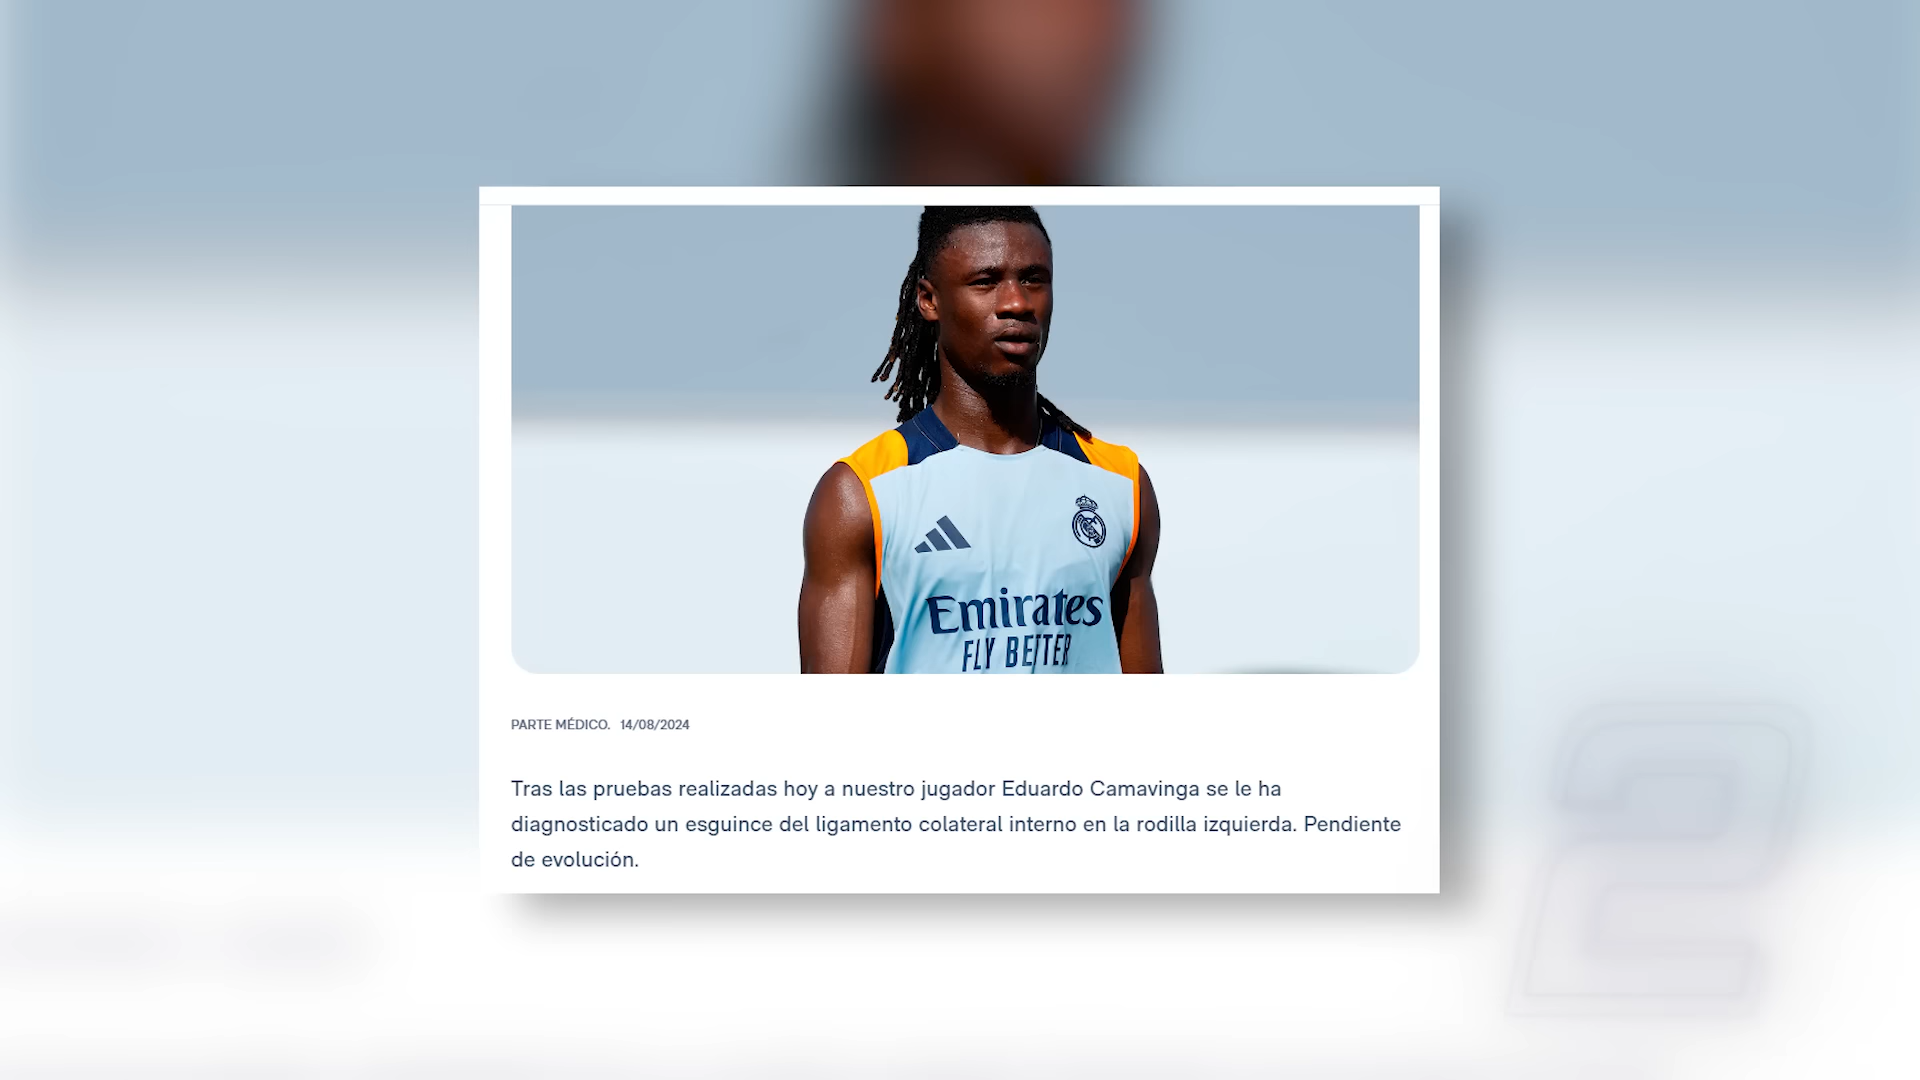 Emirates
FLY BETTER
PARTE MÉDICO. 14/08/2024
Tras las pruebas realizadas hoy a nuestro jugador Eduardo Camavinga se le ha
diagnosticado un esguince del ligamento colateral interno en la rodilla izquierda. Pendiente
de evolución.
2